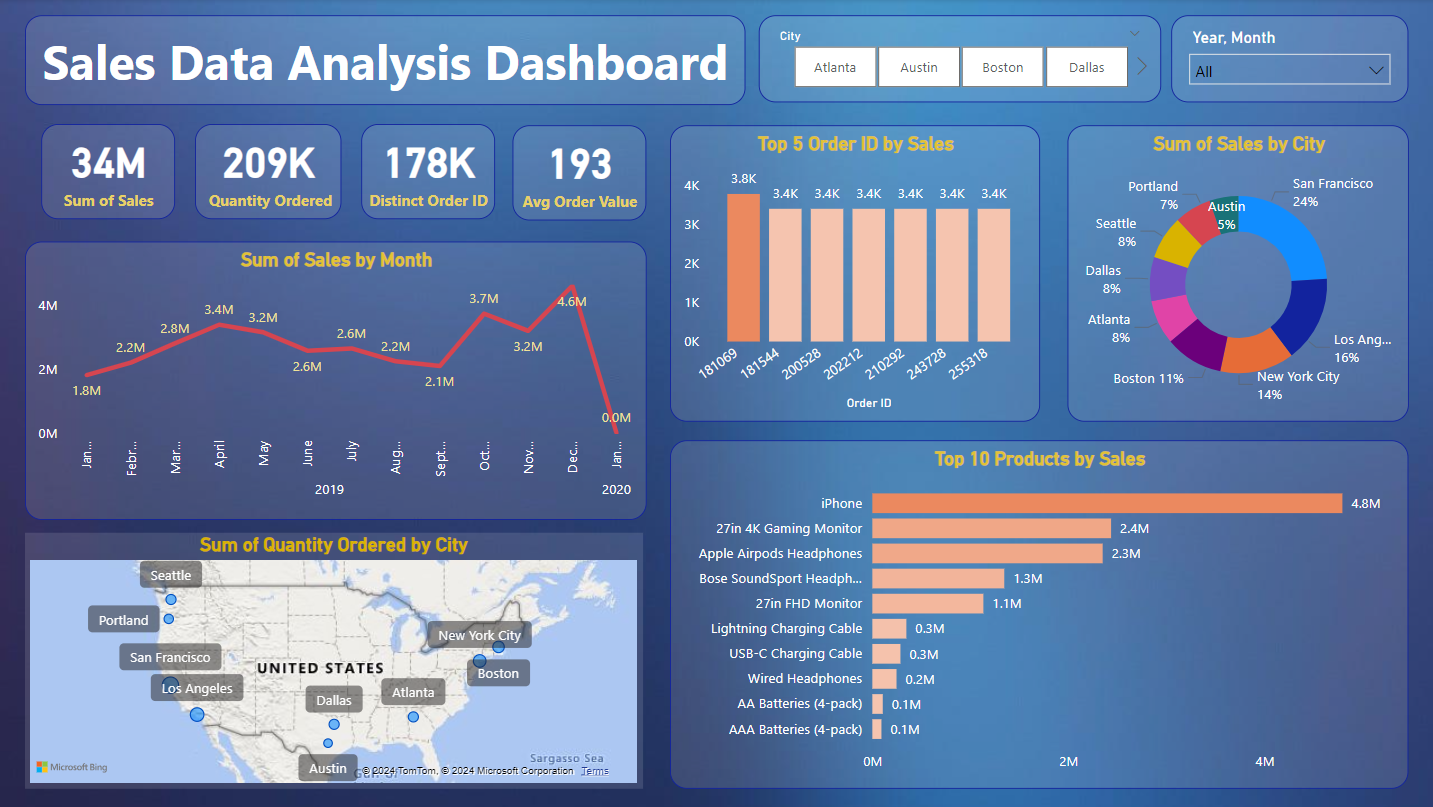 Sales Data Analysis Dashboard
City
Atlanta
Austin
Boston
Dallas
Year, Month
All
34M
Sum of Sales
209K
Quantity Ordered
178K
Distinct Order ID
193
Avg Order Value
Sum of Sales by Month
4M
2M
0M
1.8M
2.2M
2.8M
3.4M
3.2M
2.6M
2.6M
2.2M
2.1M
3.7M
3.2M
4.6M
0.0M
Jan...
Febr...
Mar...
April
May
June
July
Aug...
Sept...
Oct...
Nov...
Dec...
Jan...
2019
2020
Top 5 Order ID by Sales
4K
3K
2K
1K
0K
3.8K
3.4K
3.4K
3.4K
3.4K
3.4K
3.4K
181069
181544
200528
202212
210292
243728
255318
Order ID
Sum of Sales by City
San Francisco
24%
Los Ang...
16%
New York City
14%
Boston 11%
Atlanta
8%
Dallas
8%
Seattle
8%
Portland
7%
Austin
5%
Sum of Quantity Ordered by City
Seattle
Portland
San Francisco
Los Angeles
UNITED STATES
New York City
Boston
Atlanta
Dallas
Austin
Sargasso Sea
Microsoft Bing
© 2024 TomTom, © 2024 Microsoft Corporation Terms
Top 10 Products by Sales
iPhone 4.8M
27in 4K Gaming Monitor 2.4M
Apple Airpods Headphones 2.3M
Bose SoundSport Headph... 1.3M
27in FHD Monitor 1.1M
Lightning Charging Cable 0.3M
USB-C Charging Cable 0.3M
Wired Headphones 0.2M
AA Batteries (4-pack) 0.1M
AAA Batteries (4-pack) 0.1M
0M 2M 4M